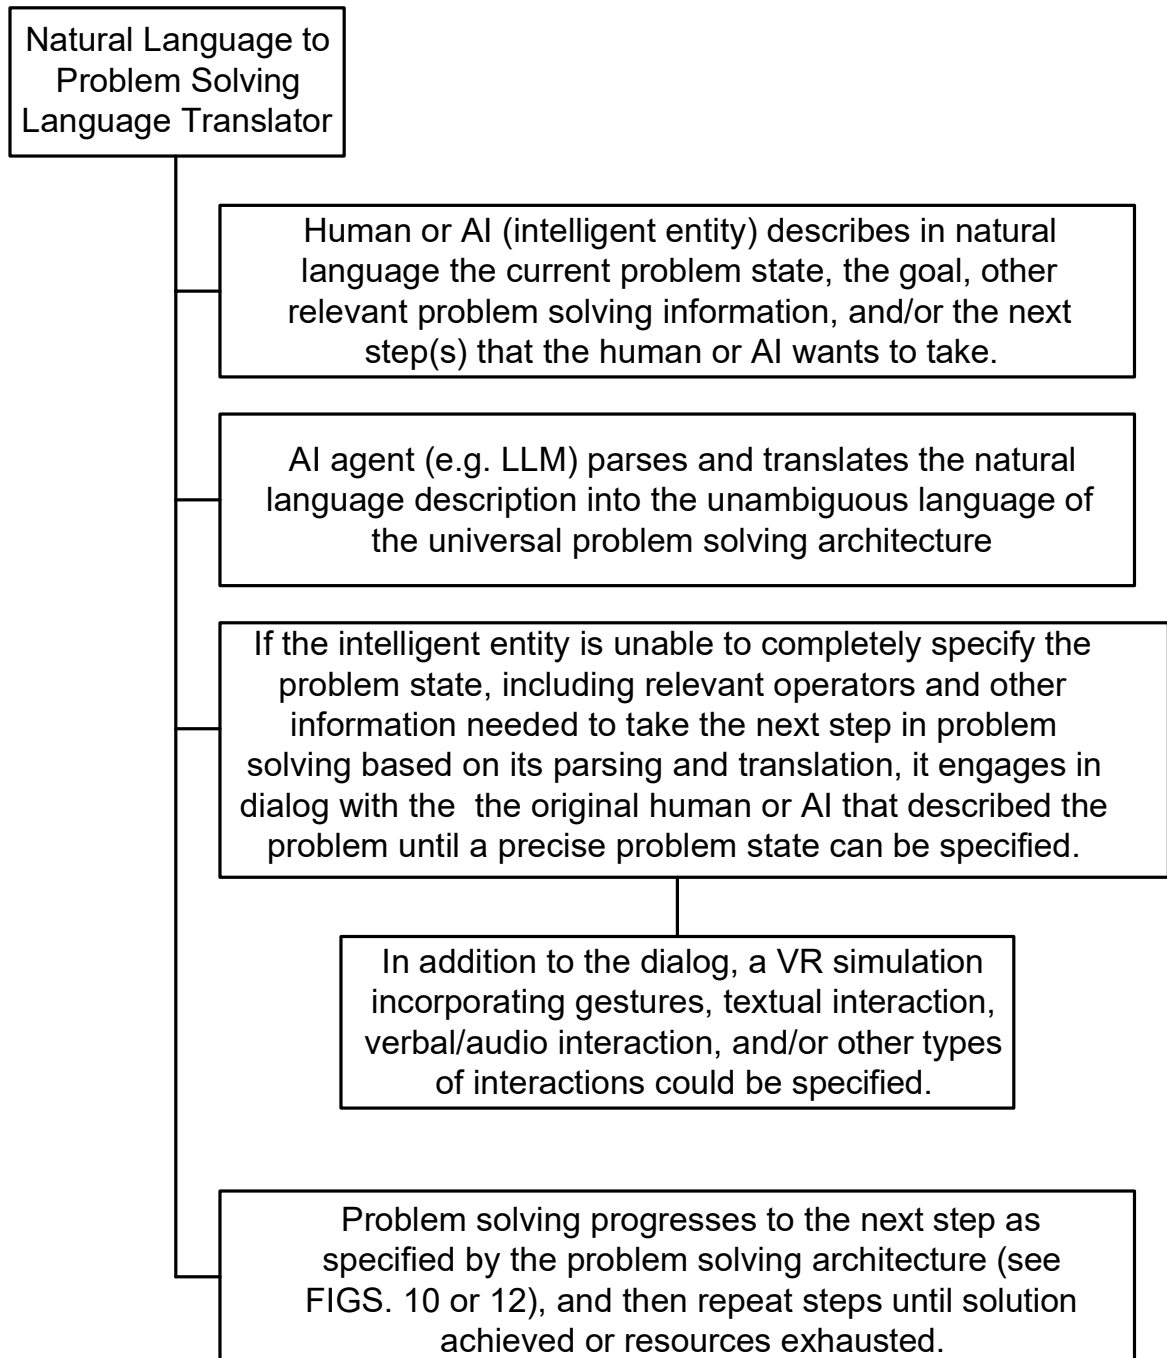 Natural Language to
Problem Solving
Language Translator
Human or AI (intelligent entity) describes in natural
language the current problem state, the goal, other
relevant problem solving information, and/or the next
step(s) that the human or AI wants to take.
AI agent (e.g. LLM) parses and translates the natural
language description into the unambiguous language of
the universal problem solving architecture
If the intelligent entity is unable to completely specify the
problem state, including relevant operators and other
information needed to take the next step in problem
solving based on its parsing and translation, it engages in
dialog with the  the original human or AI that described the
problem until a precise problem state can be specified.
In addition to the dialog, a VR simulation
incorporating gestures, textual interaction,
verbal/audio interaction, and/or other types
of interactions could be specified.
Problem solving progresses to the next step as
specified by the problem solving architecture (see
FIGS. 10 or 12), and then repeat steps until solution
achieved or resources exhausted.